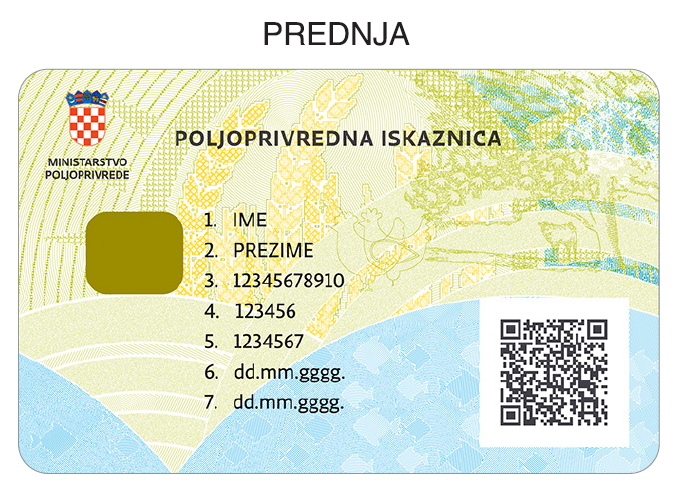 PREDNJA
POLJOPRIVREDNA ISKAZNICA
MINISTARSTVO
POLJOPRIVREDE
1. IME
2. PREZIME
3. 12345678910
4. 123456
5. 1234567
6. dd.mm.gggg.
7. dd.mm.gggg.